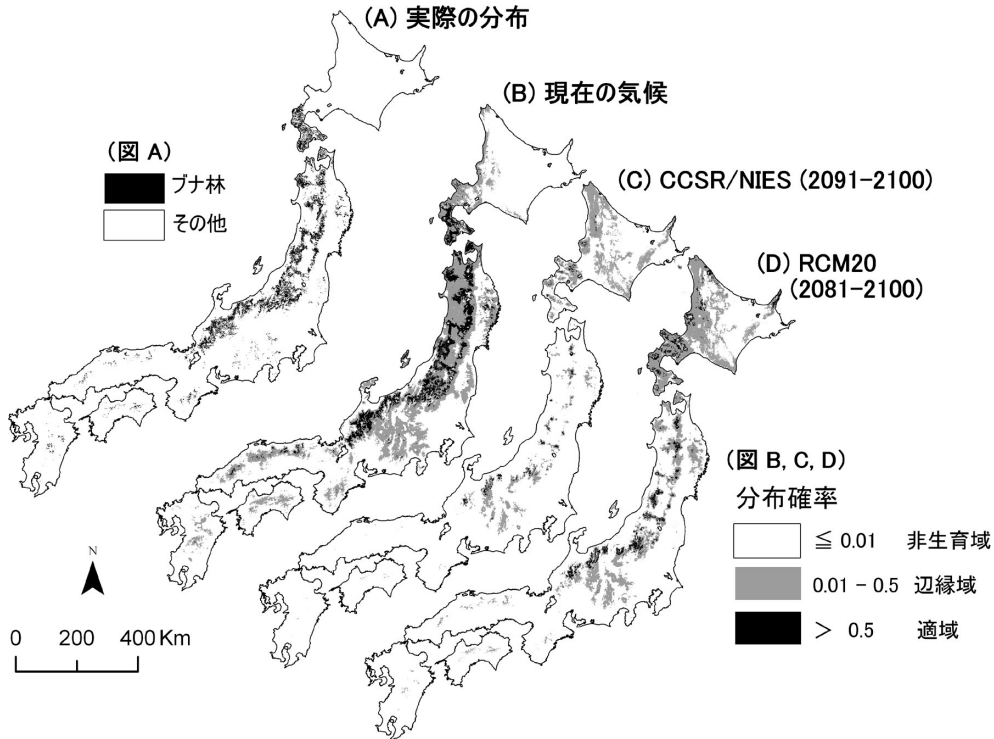 (A) 実際の分布
(B) 現在の気候
(図 A)
ブナ林
その他
(C) CCSR/NIES (2091-2100)
(D) RCM20
(2081-2100)
(図 B, C, D)
分布確率
≦ 0.01 非生育域
0.01 - 0.5 辺縁域
> 0.5 適域
N
0 200 400 Km